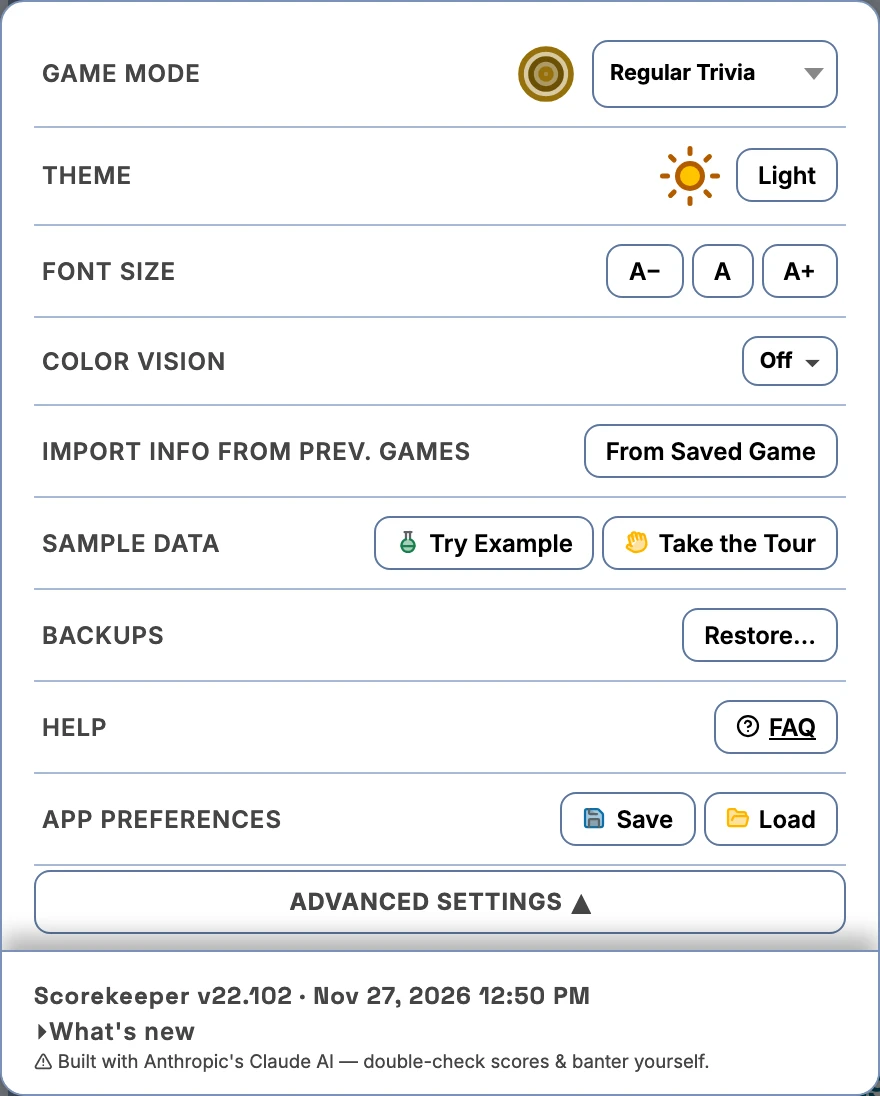 GAME MODE Regular Trivia
THEME Light
FONT SIZE A− A A+
COLOR VISION Off
IMPORT INFO FROM PREV. GAMES From Saved Game
SAMPLE DATA Try Example Take the Tour
BACKUPS Restore...
HELP FAQ
APP PREFERENCES Save Load
ADVANCED SETTINGS ▲
Scorekeeper v22.102 · Nov 27, 2026 12:50 PM
What's new
Built with Anthropic's Claude AI — double-check scores & banter yourself.